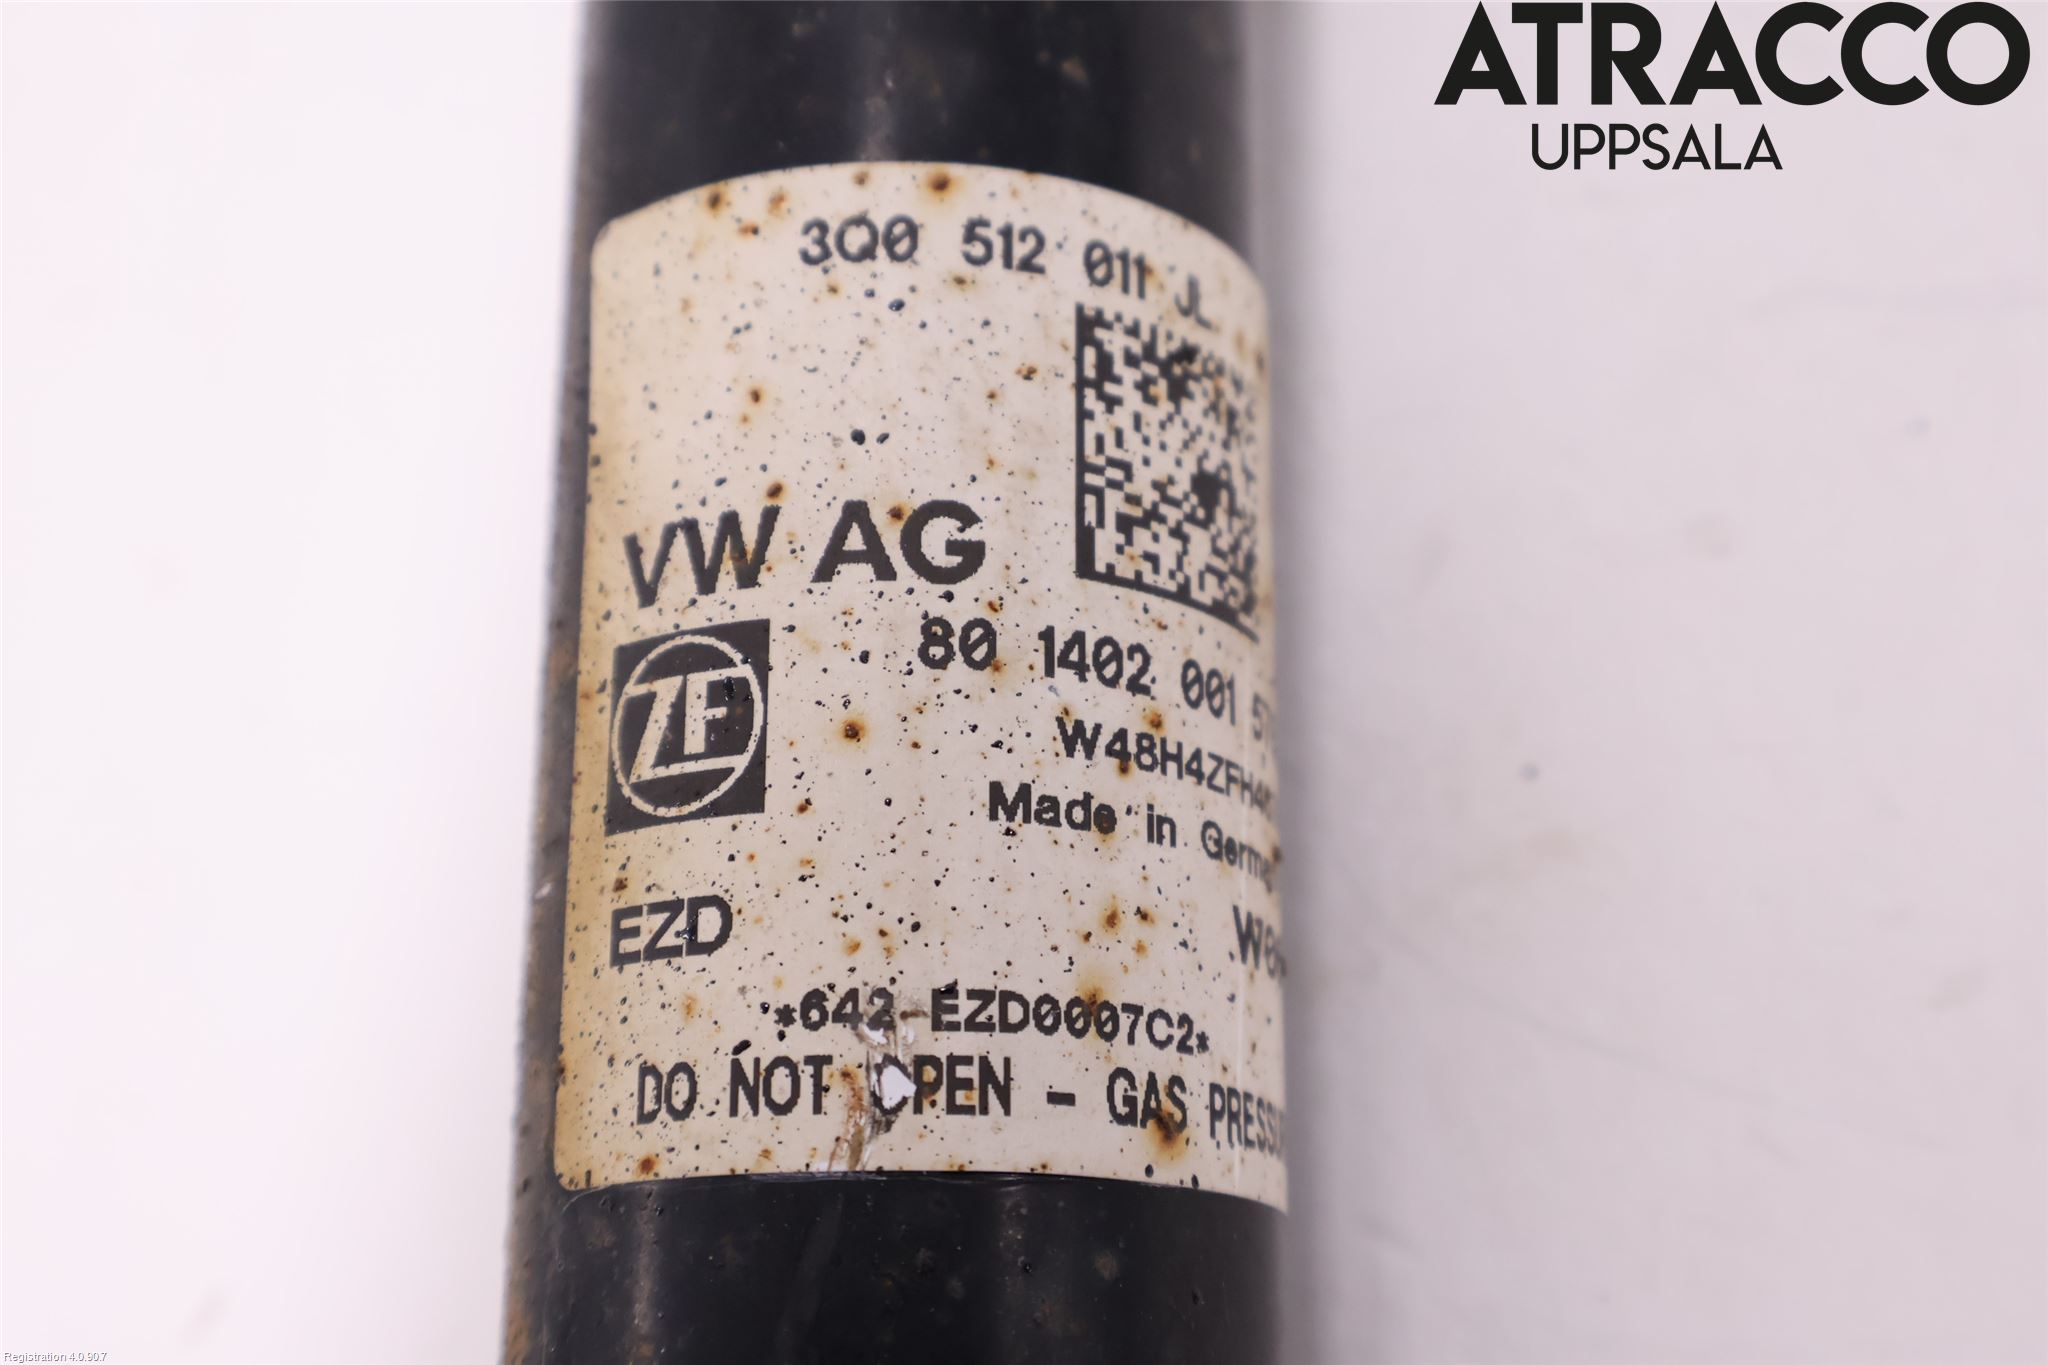 ATRACCO
UPPSALA
3Q0 512 011 JL
VW AG
80 1402 001
ZF
W48H4ZFH4
Made in
EZD
*642 EZD0007C2*
DO NOT OPEN - GAS
Registration 4.0.90.7